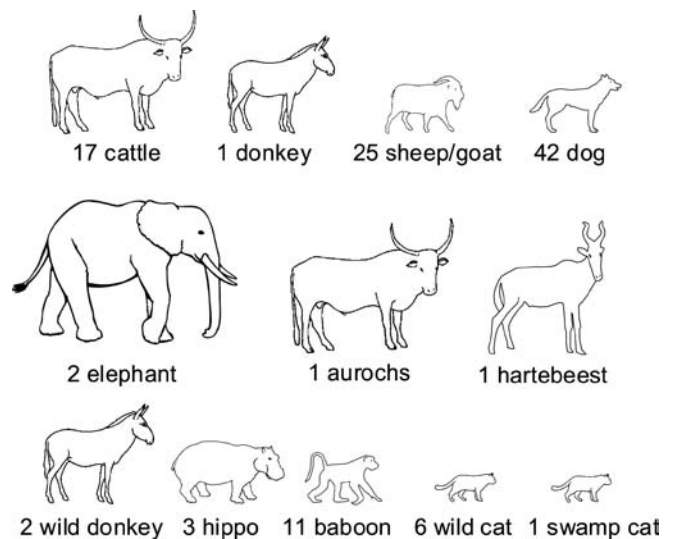 17 cattle 1 donkey 25 sheep/goat 42 dog
2 elephant 1 aurochs 1 hartebeest
2 wild donkey 3 hippo 11 baboon 6 wild cat 1 swamp cat